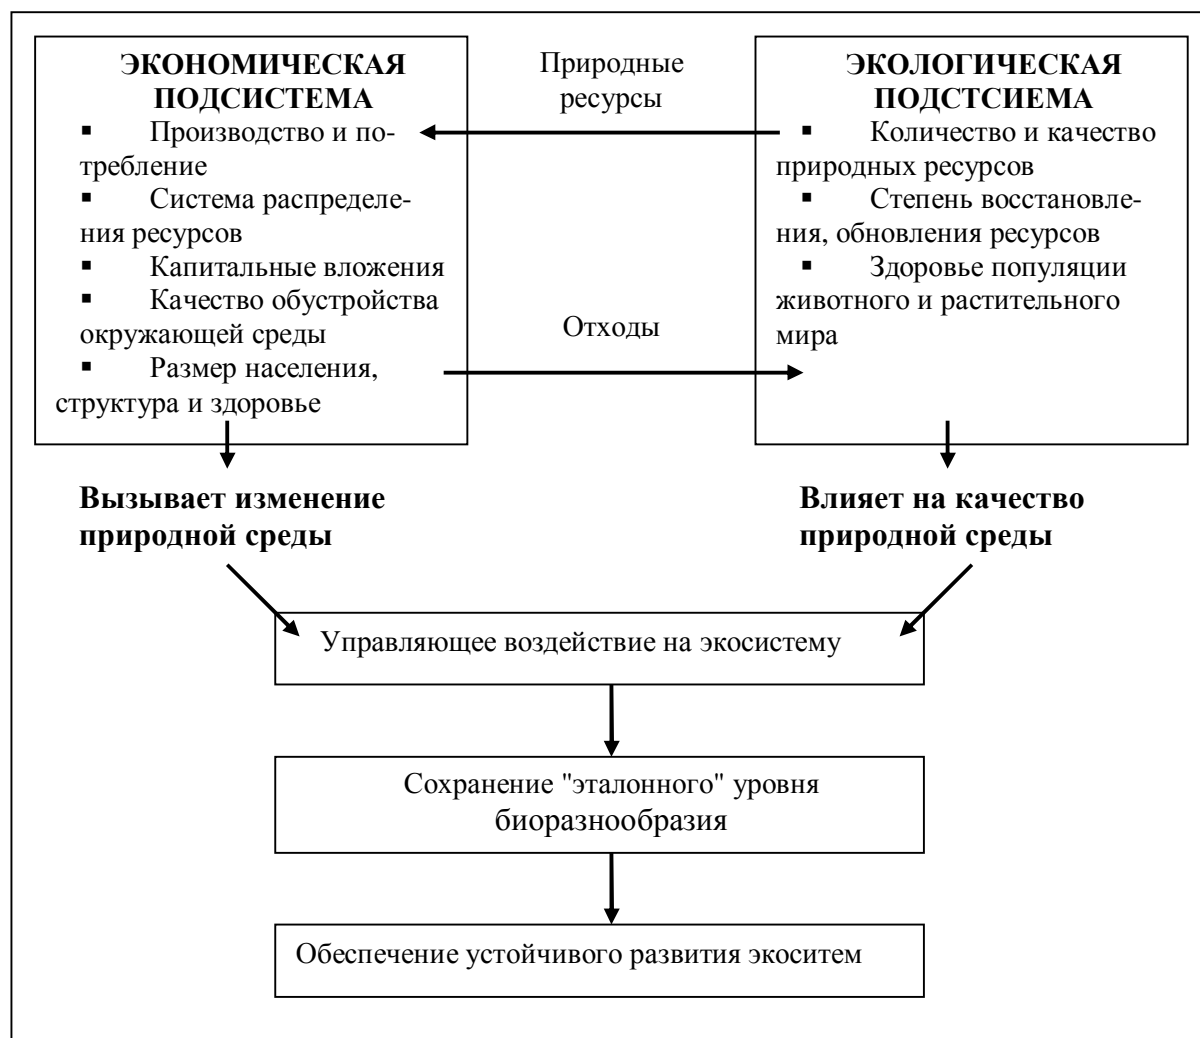 ЭКОНОМИЧЕСКАЯ
ПОДСИСТЕМА
▪ Производство и по-
требление
▪ Система распределе-
ния ресурсов
▪ Капитальные вложения
▪ Качество обустройства
окружающей среды
▪ Размер населения,
структура и здоровье
Природные
ресурсы
Отходы
ЭКОЛОГИЧЕСКАЯ
ПОДСТСИЕМА
▪ Количество и качество
природных ресурсов
▪ Степень восстановле-
ния, обновления ресурсов
▪ Здоровье популяции
животного и растительного
мира
Вызывает изменение
природной среды
Влияет на качество
природной среды
Управляющее воздействие на экосистему
Сохранение "эталонного" уровня
биоразнообразия
Обеспечение устойчивого развития экоситем